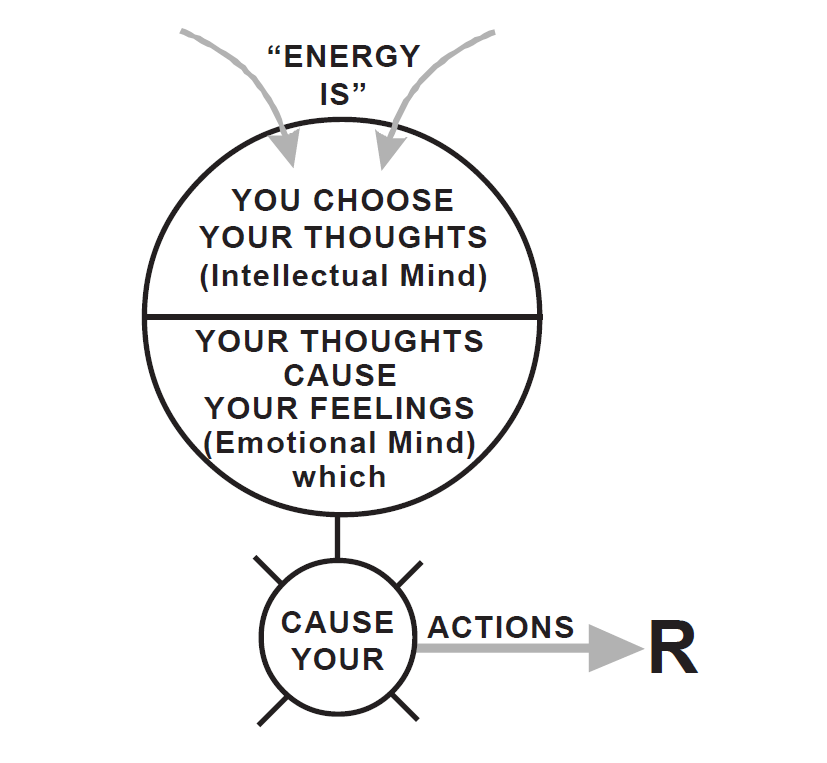 “ENERGY
IS”
YOU CHOOSE
YOUR THOUGHTS
(Intellectual Mind)
YOUR THOUGHTS
CAUSE
YOUR FEELINGS
(Emotional Mind)
which
CAUSE
YOUR
ACTIONS
R